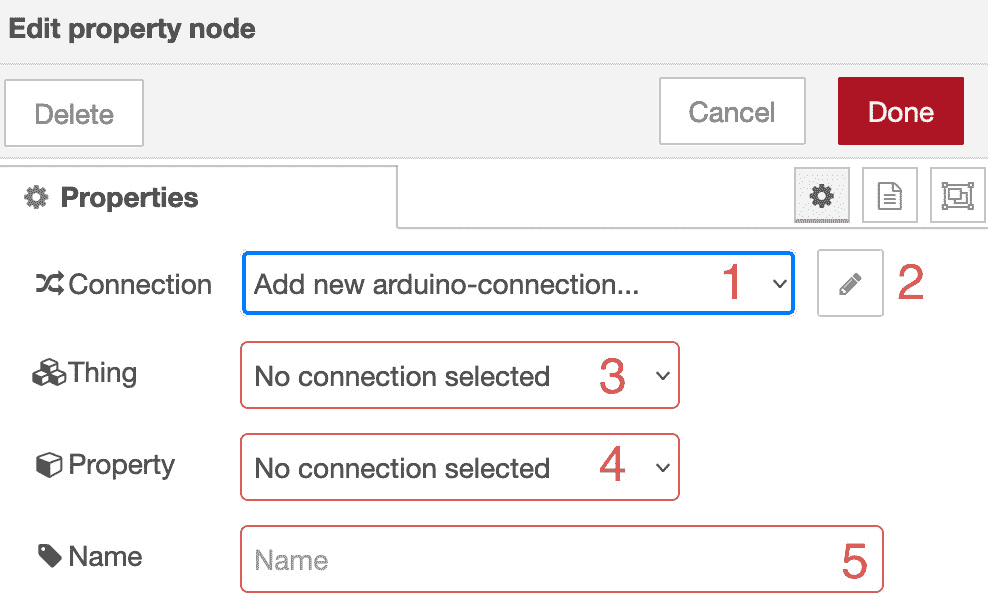 Edit property node
Delete Cancel Done
Properties
Connection Add new arduino-connection... 1 2
Thing No connection selected 3
Property No connection selected 4
Name Name 5